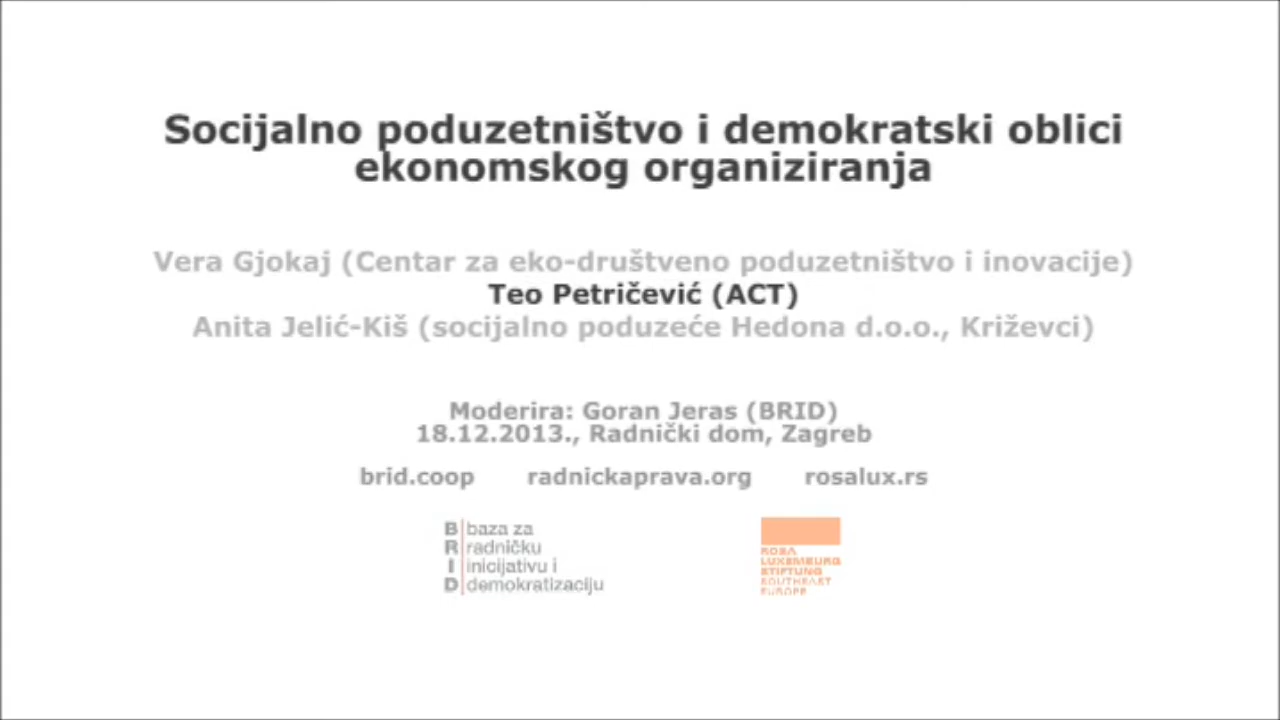 Socijalno poduzetništvo i demokratski oblici
ekonomskog organiziranja
Vera Gjokaj (Centar za eko-društveno poduzetništvo i inovacije)
Teo Petričević (ACT)
Anita Jelić-Kiš (socijalno poduzeće Hedona d.o.o., Križevci)
Moderira: Goran Jeras (BRID)
18.12.2013., Radnički dom, Zagreb
brid.coop radnickaprava.org rosalux.rs
B baza za
R radničku
I inicijativu i
D demokratizaciju
ROSA
LUXEMBURG
STIFTUNG
SOUTHEAST
EUROPE